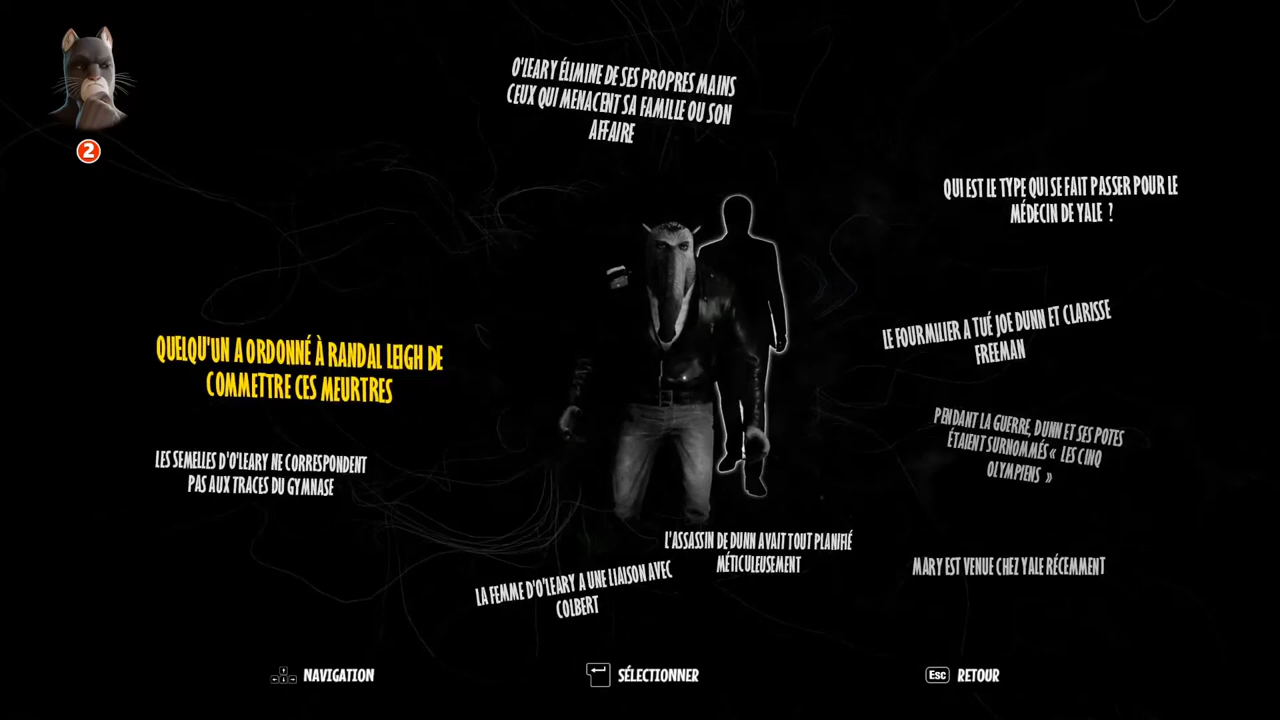 2
O'LEARY ÉLIMINE DE SES PROPRES MAINS
CEUX QUI MENACENT SA FAMILLE OU SON
AFFAIRE
QUI EST LE TYPE QUI SE FAIT PASSER POUR LE
MÉDECIN DE YALE ?
LE FOURMILIER A TUÉ JOE DUNN ET CLARISSE
FREEMAN
QUELQU'UN A ORDONNÉ À RANDAL LEIGH DE
COMMETTRE CES MEURTRES
PENDANT LA GUERRE, DUNN ET SES POTES
ÉTAIENT SURNOMMÉS « LES CINQ
OLYMPIENS »
LES SEMELLES D'O'LEARY NE CORRESPONDENT
PAS AUX TRACES DU GYMNASE
L'ASSASSIN DE DUNN AVAIT TOUT PLANIFIÉ
MÉTICULEUSEMENT
MARY EST VENUE CHEZ YALE RÉCEMMENT
LA FEMME D'O'LEARY A UNE LIAISON AVEC
COLBERT
NAVIGATION
SÉLECTIONNER
Esc RETOUR